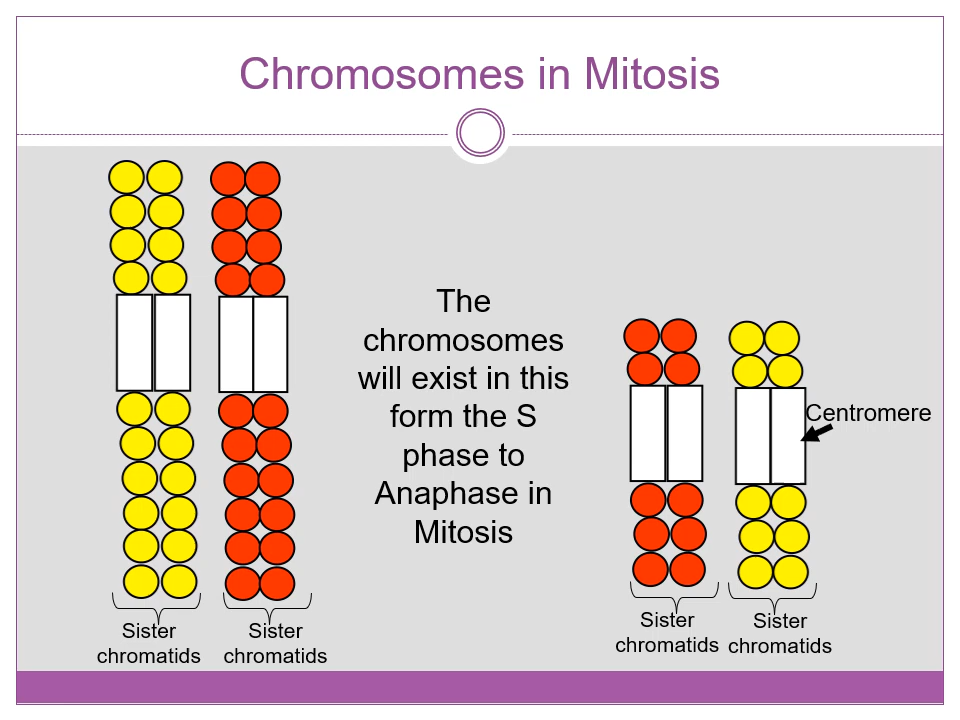 Chromosomes in Mitosis
The
chromosomes
will exist in this
form the S
phase to
Anaphase in
Mitosis
Centromere
Sister
chromatids
Sister
chromatids
Sister
chromatids
Sister
chromatids